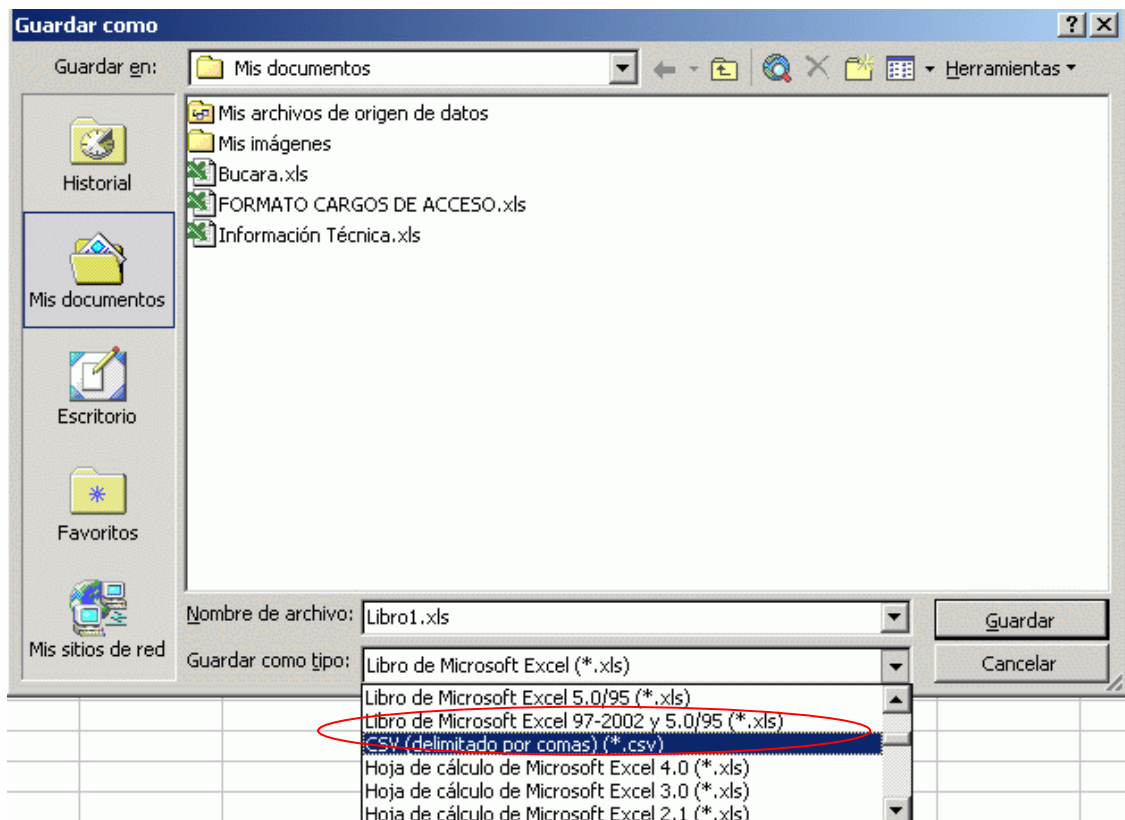 Guardar como
Guardar en: Mis documentos Herramientas
Mis archivos de origen de datos
Mis imágenes
Bucara.xls
FORMATO CARGOS DE ACCESO.xls
Información Técnica.xls
Historial
Mis documentos
Escritorio
Favoritos
Mis sitios de red
Nombre de archivo: Libro1.xls Guardar
Guardar como tipo: Libro de Microsoft Excel (*.xls) Cancelar
Libro de Microsoft Excel 5.0/95 (*.xls)
Libro de Microsoft Excel 97-2002 y 5.0/95 (*.xls)
CSV (delimitado por comas) (*.csv)
Hoja de cálculo de Microsoft Excel 4.0 (*.xls)
Hoja de cálculo de Microsoft Excel 3.0 (*.xls)
Hoja de cálculo de Microsoft Excel 2.1 (*.xls)